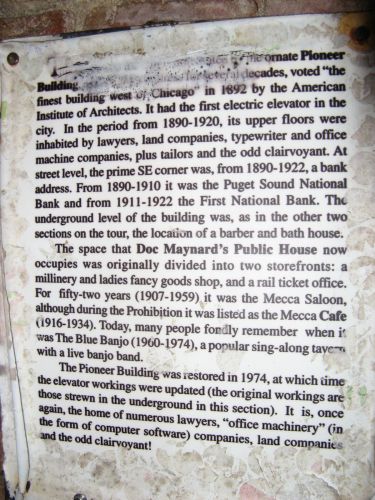 ornate Pioneer
Building, several decades, voted "the
finest building west of Chicago" in 1892 by the American
Institute of Architects. It had the first electric elevator in the
city. In the period from 1890-1920, its upper floors were
inhabited by lawyers, land companies, typewriter and office
machine companies, plus tailors and the odd clairvoyant. At
street level, the prime SE corner was, from 1890-1922, a bank
address. From 1890-1910 it was the Puget Sound National
Bank and from 1911-1922 the First National Bank. The
underground level of the building was, as in the other two
sections on the tour, the location of a barber and bath house.
The space that Doc Maynard's Public House now
occupies was originally divided into two storefronts: a
millinery and ladies fancy goods shop, and a rail ticket office.
For fifty-two years (1907-1959) it was the Mecca Saloon,
although during the Prohibition it was listed as the Mecca Cafe
(1916-1934). Today, many people fondly remember when it
was The Blue Banjo (1960-1974), a popular sing-along tavern
with a live banjo band.
The Pioneer Building was restored in 1974, at which time
the elevator workings were updated (the original workings are
those strewn in the underground in this section). It is, once
again, the home of numerous lawyers, "office machinery" (in
the form of computer software) companies, land companies
and the odd clairvoyant!